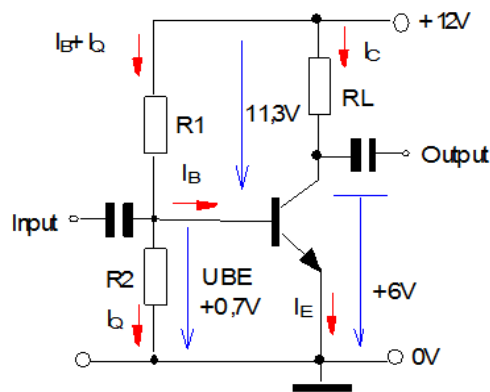 +12V
IB+IQ
IC
R1
11,3V
RL
IB
Output
Input
R2
UBE
+0,7V
IQ
IE
+6V
0V